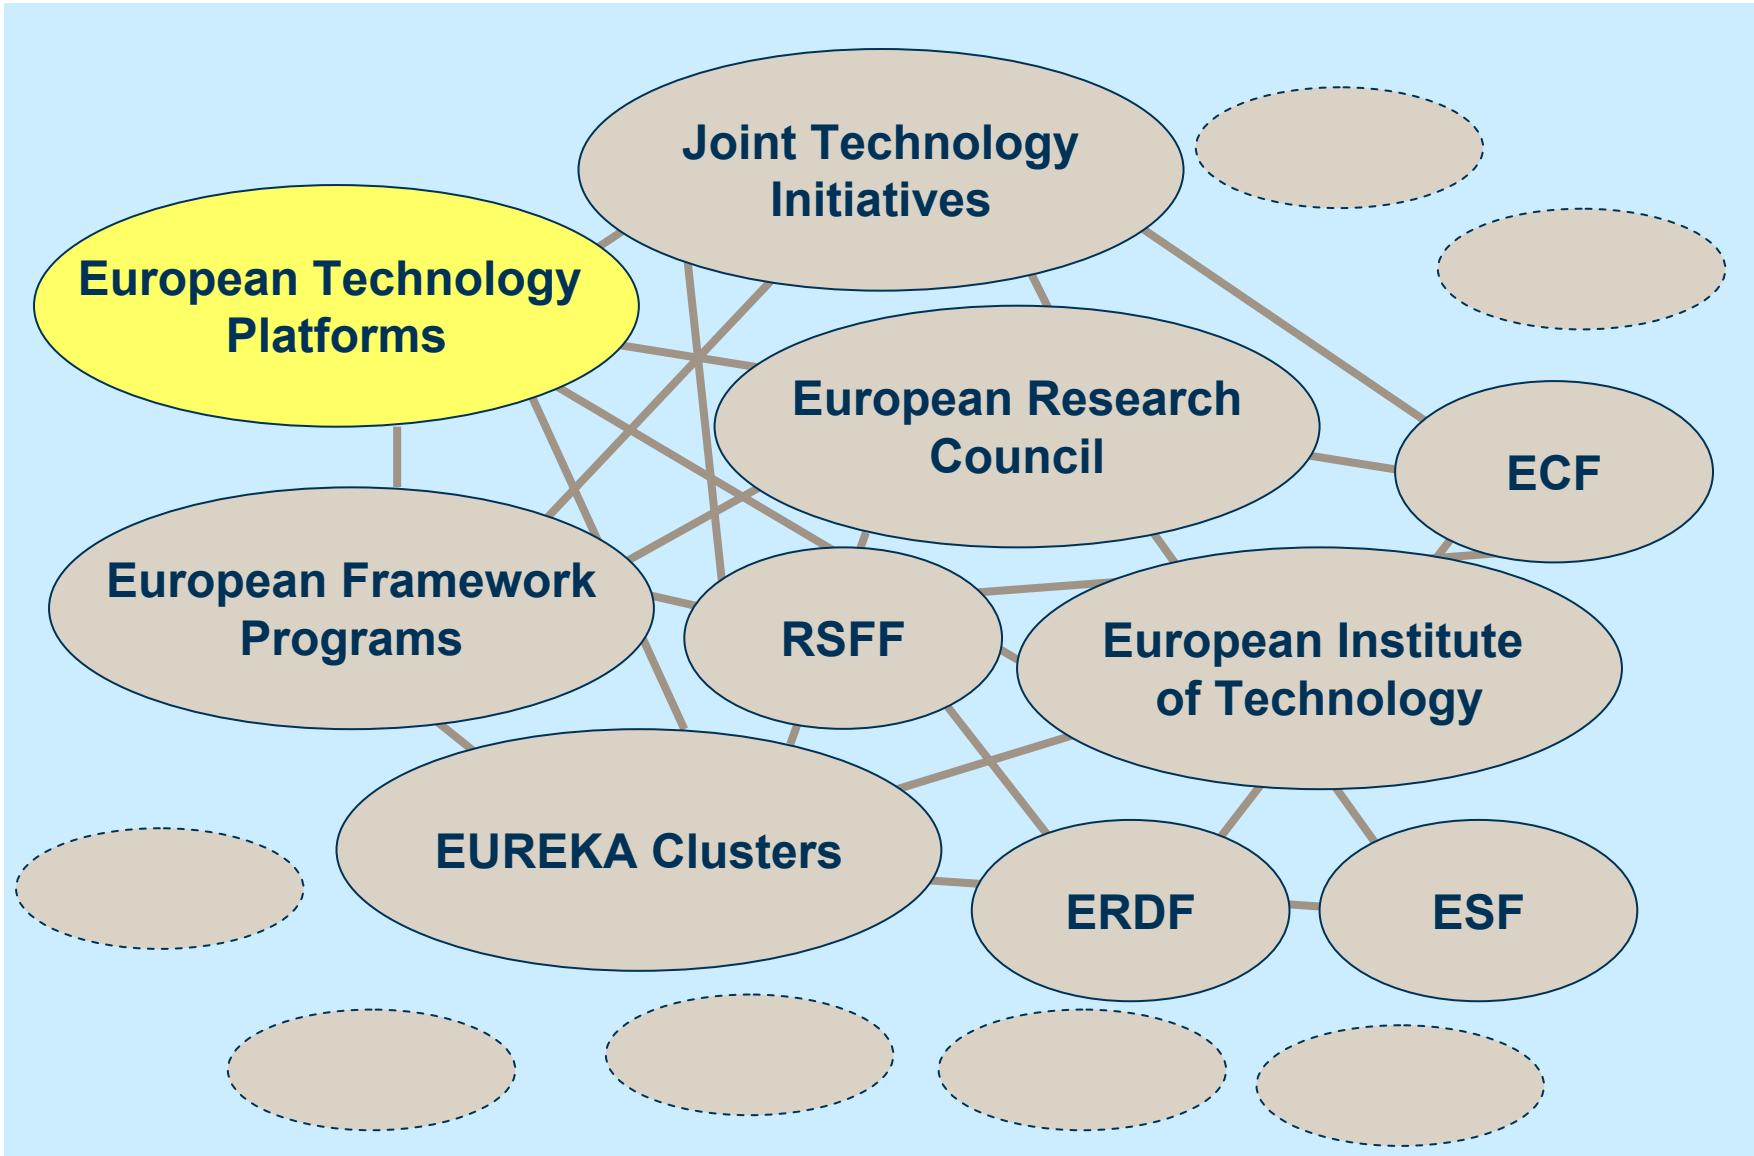 Joint Technology
Initiatives
European Technology
Platforms
European Research
Council
ECF
European Framework
Programs
RSFF
European Institute
of Technology
EUREKA Clusters
ERDF
ESF